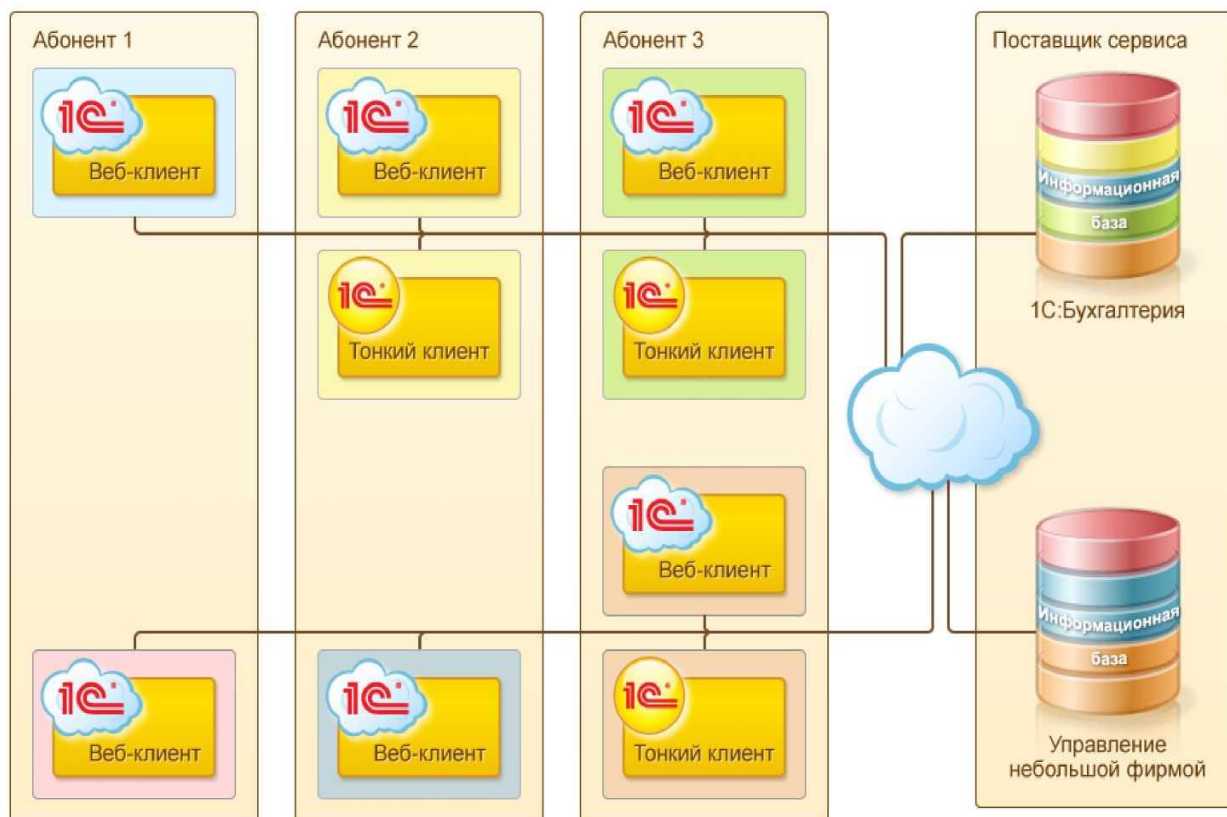 Абонент 1
Абонент 2
Абонент 3
Поставщик сервиса
1С
Веб-клиент
1С
Веб-клиент
1С
Веб-клиент
Информационная
база
1С:Бухгалтерия
1С
Тонкий клиент
1С
Тонкий клиент
1С
Веб-клиент
1С
Веб-клиент
1С
Веб-клиент
1С
Тонкий клиент
Информационная
база
Управление
небольшой фирмой